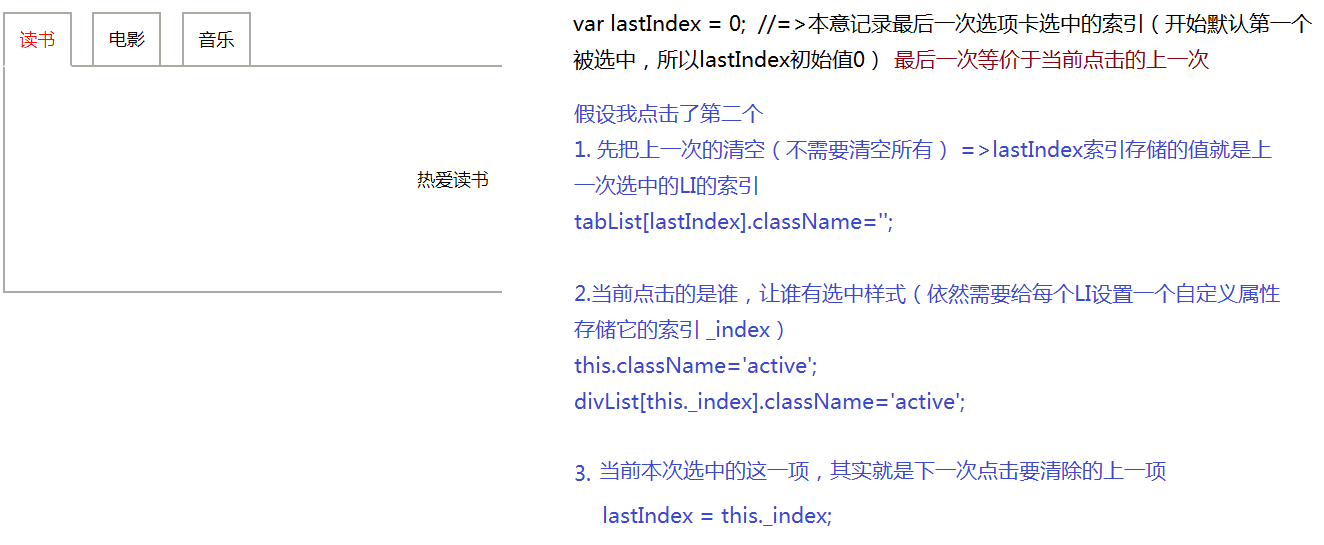 读书 电影 音乐
热爱读书
var lastIndex = 0;  //=>本意记录最后一次选项卡选中的索引（开始默认第一个
被选中，所以lastIndex初始值0） 最后一次等价于当前点击的上一次
假设我点击了第二个
1. 先把上一次的清空（不需要清空所有） =>lastIndex索引存储的值就是上
一次选中的LI的索引
tabList[lastIndex].className='';
2.当前点击的是谁，让谁有选中样式（依然需要给每个LI设置一个自定义属性
存储它的索引 _index）
this.className='active';
divList[this._index].className='active';
3. 当前本次选中的这一项，其实就是下一次点击要清除的上一项
lastIndex = this._index;